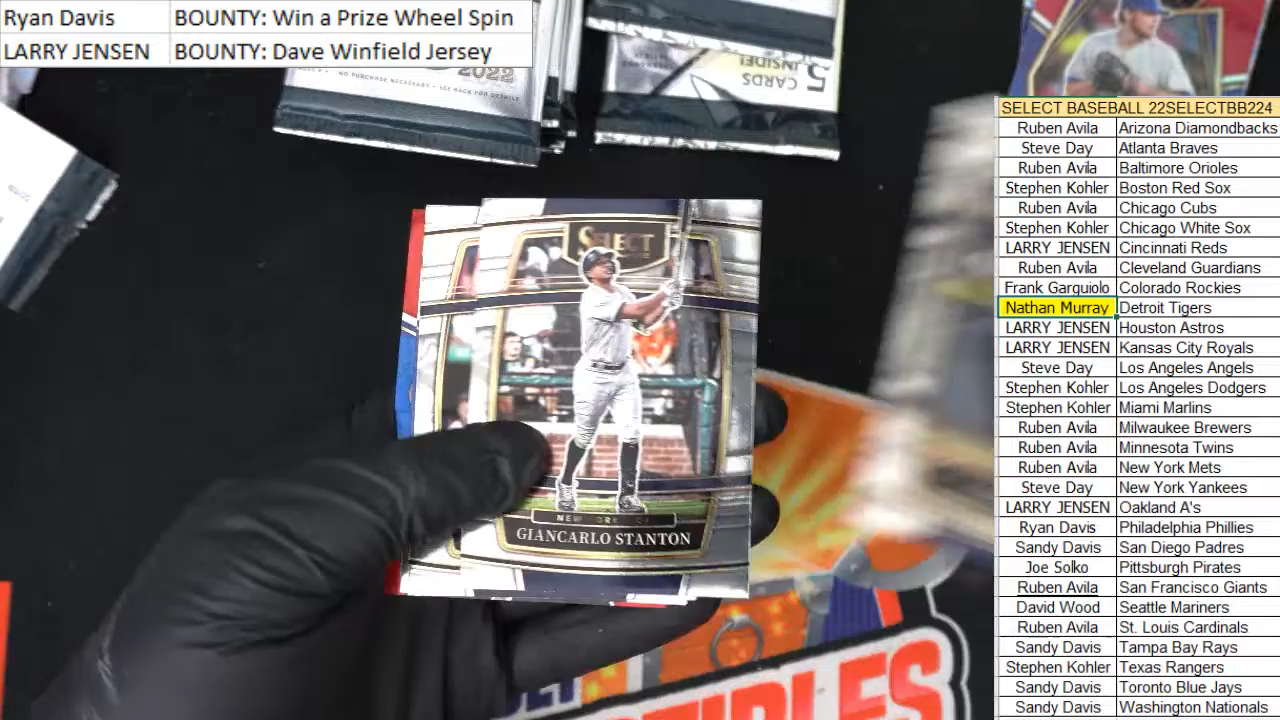 Ryan Davis BOUNTY: Win a Prize Wheel Spin
LARRY JENSEN BOUNTY: Dave Winfield Jersey
2022
NO PURCHASE NECESSARY - SEE BACK FOR DETAILS
5
CARDS
INSIDE!
SELECT
NEW YORK
GIANCARLO STANTON
SELECT BASEBALL 22SELECTBB224
Ruben Avila Arizona Diamondbacks
Steve Day Atlanta Braves
Ruben Avila Baltimore Orioles
Stephen Kohler Boston Red Sox
Ruben Avila Chicago Cubs
Stephen Kohler Chicago White Sox
LARRY JENSEN Cincinnati Reds
Ruben Avila Cleveland Guardians
Frank Garguiolo Colorado Rockies
Nathan Murray Detroit Tigers
LARRY JENSEN Houston Astros
LARRY JENSEN Kansas City Royals
Steve Day Los Angeles Angels
Stephen Kohler Los Angeles Dodgers
Stephen Kohler Miami Marlins
Ruben Avila Milwaukee Brewers
Ruben Avila Minnesota Twins
Ruben Avila New York Mets
Steve Day New York Yankees
LARRY JENSEN Oakland A's
Ryan Davis Philadelphia Phillies
Sandy Davis San Diego Padres
Joe Solko Pittsburgh Pirates
Ruben Avila San Francisco Giants
David Wood Seattle Mariners
Ruben Avila St. Louis Cardinals
Sandy Davis Tampa Bay Rays
Stephen Kohler Texas Rangers
Sandy Davis Toronto Blue Jays
Sandy Davis Washington Nationals